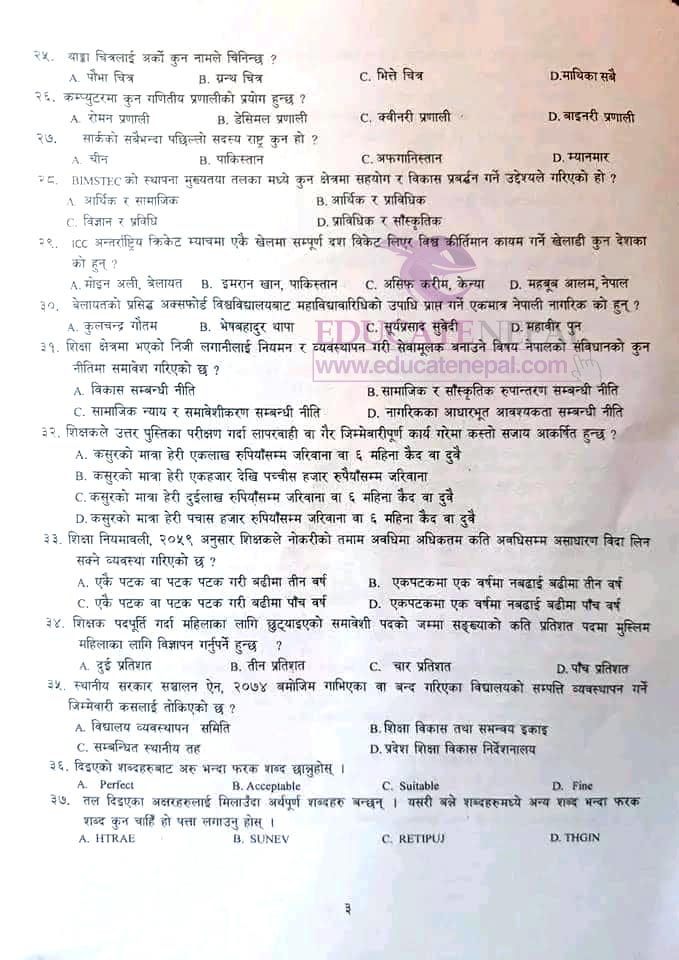 २५. थाङ्का चित्रलाई अर्को कुन नामले चिनिन्छ ?
A. पौभा चित्र B. ग्रन्थ चित्र C. भित्ते चित्र D. माथिका सबै
२६. कम्प्युटरमा कुन गणितीय प्रणालीको प्रयोग हुन्छ ?
A. रोमन प्रणाली B. डेसिमल प्रणाली C. क्वीनरी प्रणाली D. बाइनरी प्रणाली
२७. सार्कको सबैभन्दा पछिल्लो सदस्य राष्ट्र कुन हो ?
A. चीन B. पाकिस्तान C. अफगानिस्तान D. म्यानमार
२८. BIMSTEC को स्थापना मुख्यतया तलका मध्ये कुन क्षेत्रमा सहयोग र विकास प्रबर्द्धन गर्ने उद्देश्यले गरिएको हो ?
A. आर्थिक र सामाजिक B. आर्थिक र प्राविधिक
C. विज्ञान र प्रविधि D. प्राविधिक र साँस्कृतिक
२९. ICC अन्तर्राष्ट्रिय क्रिकेट म्याचमा एकै खेलमा सम्पूर्ण दश विकेट लिएर विश्व कीर्तिमान कायम गर्ने खेलाडी कुन देशका
को हुन् ?
A. मोइन अली, बेलायत B. इमरान खान, पाकिस्तान C. असिफ करीम, केन्या D. महबूब आलम, नेपाल
३०. बेलायतको प्रसिद्ध अक्सफोर्ड विश्वविद्यालयबाट महाविद्यावारिधिको उपाधि प्राप्त गर्ने एकमात्र नेपाली नागरिक को हुन् ?
A. कुलचन्द्र गौतम B. भेषबहादुर थापा C. सूर्यप्रसाद सुवेदी D. महावीर पुन
EDUCATENEPAL
३१. शिक्षा क्षेत्रमा भएको निजी लगानीलाई नियमन र व्यवस्थापन गरी सेवामूलक बनाउने विषय नेपालको संविधानको कुन
नीतिमा समावेश गरिएको छ ?
www.educatenepal.com
A. विकास सम्बन्धी नीति B. सामाजिक र साँस्कृतिक रुपान्तरण सम्बन्धी नीति
C. सामाजिक न्याय र समावेशीकरण सम्बन्धी नीति D. नागरिकका आधारभूत आवश्यकता सम्बन्धी नीति
३२. शिक्षकले उत्तर पुस्तिका परीक्षण गर्दा लापरवाही वा गैर जिम्मेवारीपूर्ण कार्य गरेमा कस्तो सजाय आकर्षित हुन्छ ?
A. कसुरको मात्रा हेरी एकलाख रुपियाँसम्म जरिवाना वा ६ महिना कैद वा दुवै
B. कसुरको मात्रा हेरी एकहजार देखि पच्चीस हजार रुपैयाँसम्म जरिवाना
C. कसुरको मात्रा हेरी दुईलाख रुपियाँसम्म जरिवाना वा ६ महिना कैद वा दुवै
D. कसुरको मात्रा हेरी पचास हजार रुपियाँसम्म जरिवाना वा ६ महिना कैद वा दुवै
३३. शिक्षा नियमावली, २०५९ अनुसार शिक्षकले नोकरीको तमाम अवधिमा अधिकतम कति अवधिसम्म असाधारण विदा लिन
सक्ने व्यवस्था गरिएको छ ?
A. एकै पटक वा पटक पटक गरी बढीमा तीन वर्ष B. एकपटकमा एक वर्षमा नबढाई बढीमा तीन वर्ष
C. एकै पटक वा पटक पटक गरी बढीमा पाँच वर्ष D. एकपटकमा एक वर्षमा नबढाई बढीमा पाँच वर्ष
३४. शिक्षक पदपूर्ति गर्दा महिलाका लागि छुट्याइएको समावेशी पदको जम्मा सङ्ख्याको कति प्रतिशत पदमा मुस्लिम
महिलाका लागि विज्ञापन गर्नुपर्ने हुन्छ ?
A. दुई प्रतिशत B. तीन प्रतिशत C. चार प्रतिशत D. पाँच प्रतिशत
३५. स्थानीय सरकार सञ्चालन ऐन, २०७४ बमोजिम गाभिएका वा बन्द गरिएका विद्यालयको सम्पत्ति व्यवस्थापन गर्ने
जिम्मेवारी कसलाई तोकिएको छ ?
A. विद्यालय व्यवस्थापन समिति B. शिक्षा विकास तथा समन्वय इकाइ
C. सम्बन्धित स्थानीय तह D. प्रदेश शिक्षा विकास निर्देशनालय
३६. दिइएको शब्दहरुबाट अरु भन्दा फरक शब्द छान्नुहोस् ।
A. Perfect B. Acceptable C. Suitable D. Fine
३७. तल दिइएका अक्षरहरुलाई मिलाउँदा अर्थपूर्ण शब्दहरु बन्छन् । यसरी बन्ने शब्दहरुमध्ये अन्य शब्द भन्दा फरक
शब्द कुन चाहिँ हो पत्ता लगाउनु होस् ।
A. HTRAE B. SUNEV C. RETIPUJ D. THGIN
३